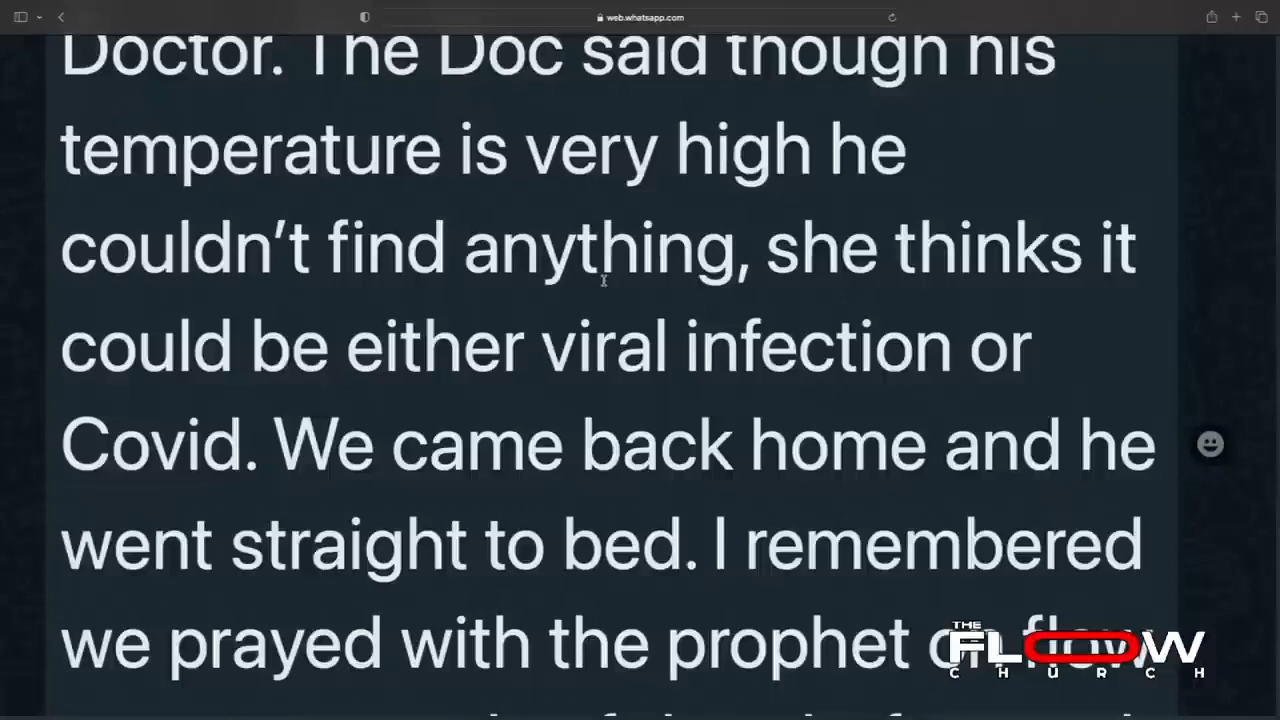 web.whatsapp.com
Doctor. The Doc said though his
temperature is very high he
couldn't find anything, she thinks it
could be either viral infection or
Covid. We came back home and he
went straight to bed. I remembered
we prayed with the prophet on flow
THE
FLOW
CHURCH